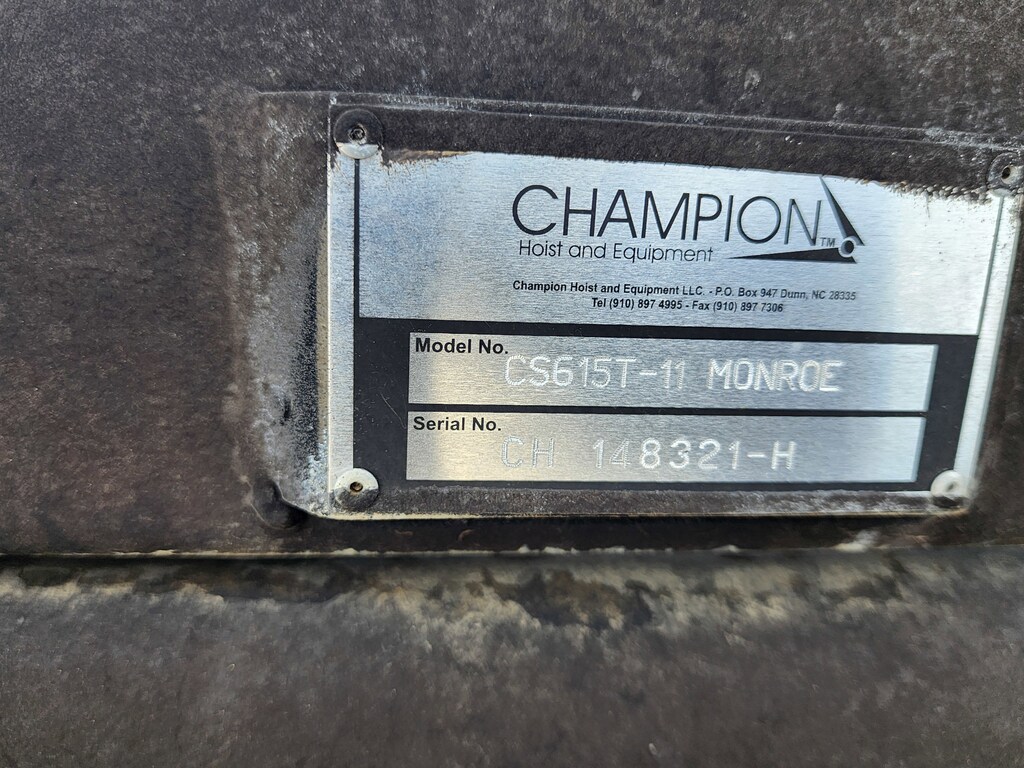 CHAMPION TM
Hoist and Equipment
Champion Hoist and Equipment LLC. - P.O. Box 947 Dunn, NC 28335
Tel (910) 897 4995 - Fax (910) 897 7306
Model No. CS615T-11 MONROE
Serial No. CH 148321-H